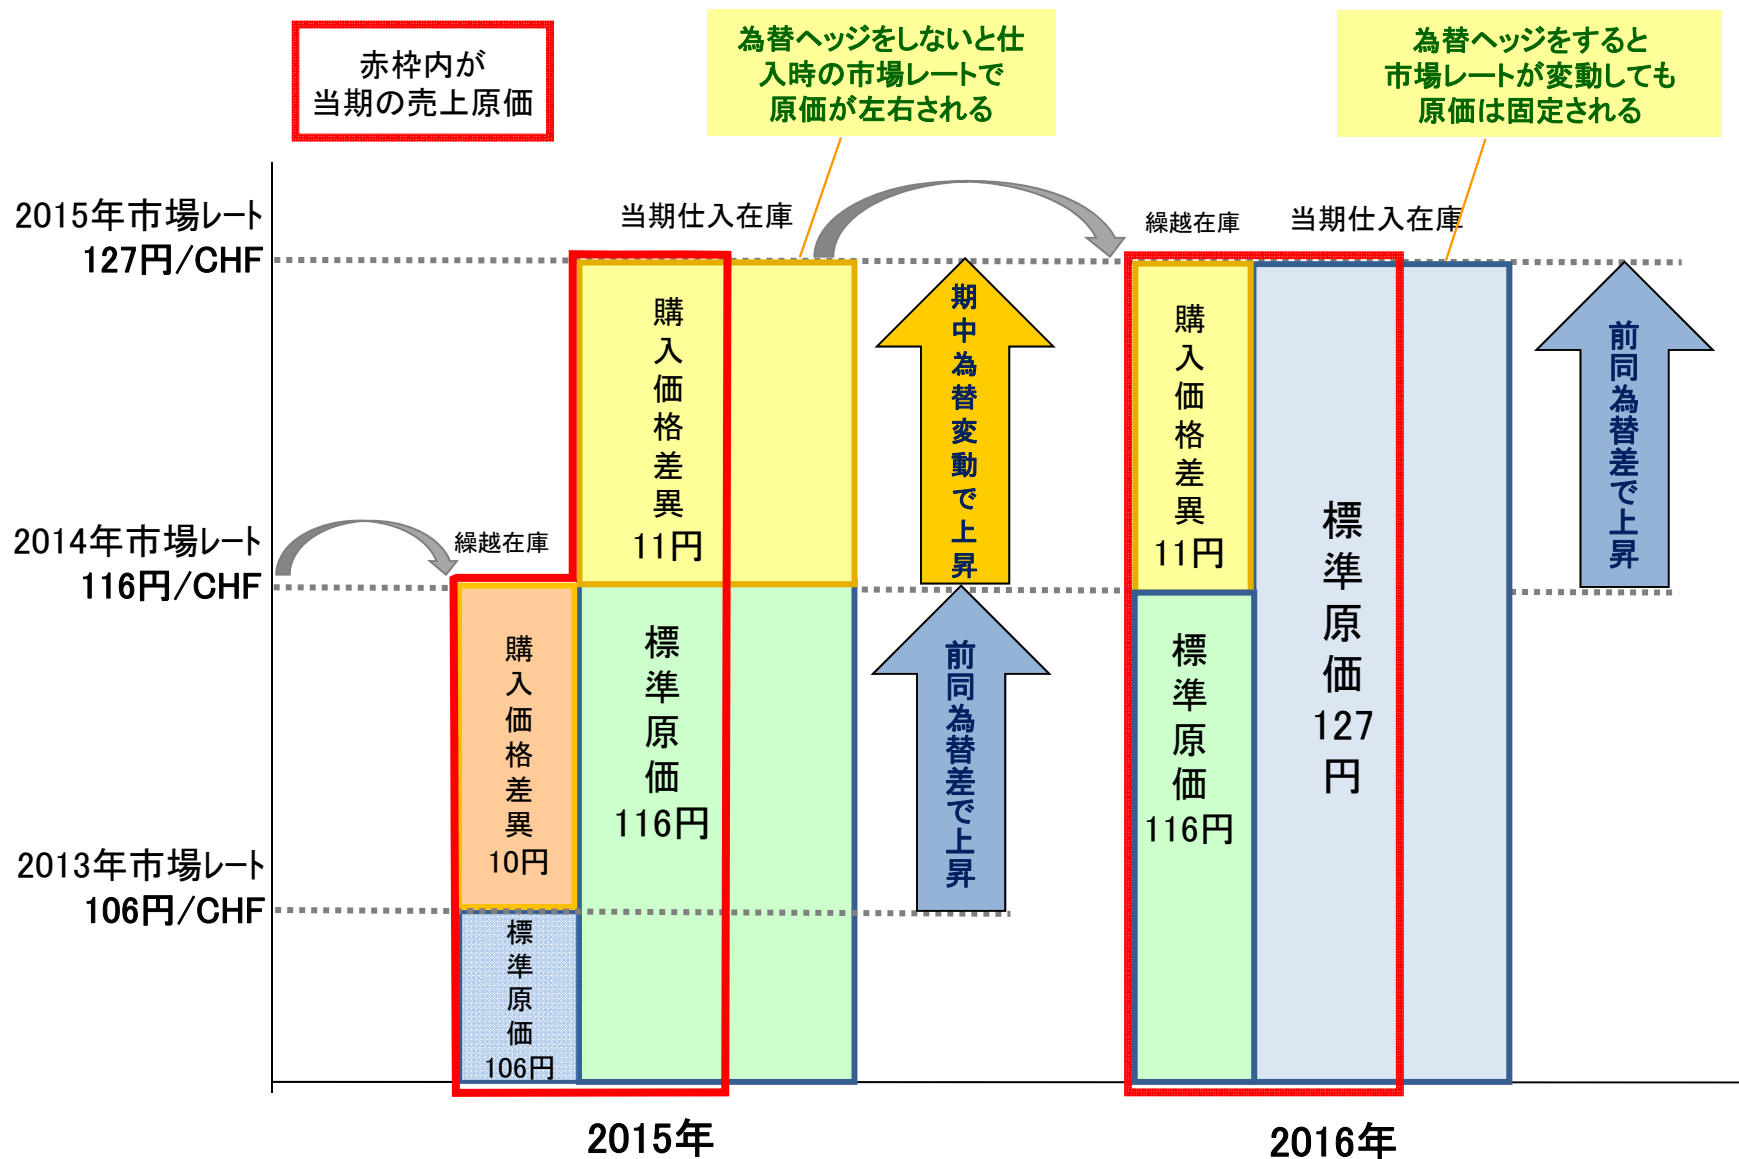 赤枠内が
当期の売上原価
為替ヘッジをしないと仕
入時の市場レートで
原価が左右される
為替ヘッジをすると
市場レートが変動しても
原価は固定される
2015年市場レート
127円/CHF
2014年市場レート
116円/CHF
2013年市場レート
106円/CHF
繰越在庫
当期仕入在庫
購入価格差異
10円
標準原価
106円
購入価格差異
11円
標準原価
116円
期中為替変動で上昇
前同為替差で上昇
繰越在庫
当期仕入在庫
購入価格差異
11円
標準原価
116円
標準原価
127
円
前同為替差で上昇
2015年
2016年